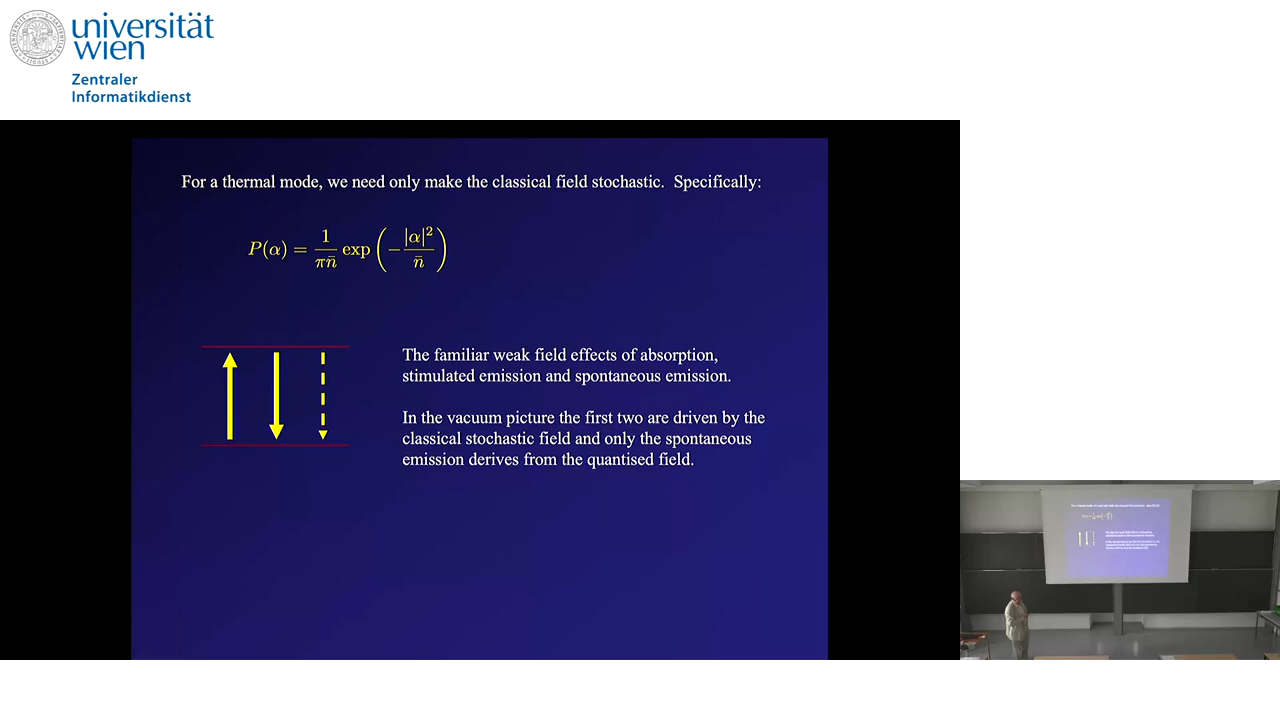 universität
wien
Zentraler
Informatikdienst
For a thermal mode, we need only make the classical field stochastic. Specifically:
P(α) = 1/(πn̄) exp(−|α|²/n̄)
The familiar weak field effects of absorption,
stimulated emission and spontaneous emission.
In the vacuum picture the first two are driven by the
classical stochastic field and only the spontaneous
emission derives from the quantised field.